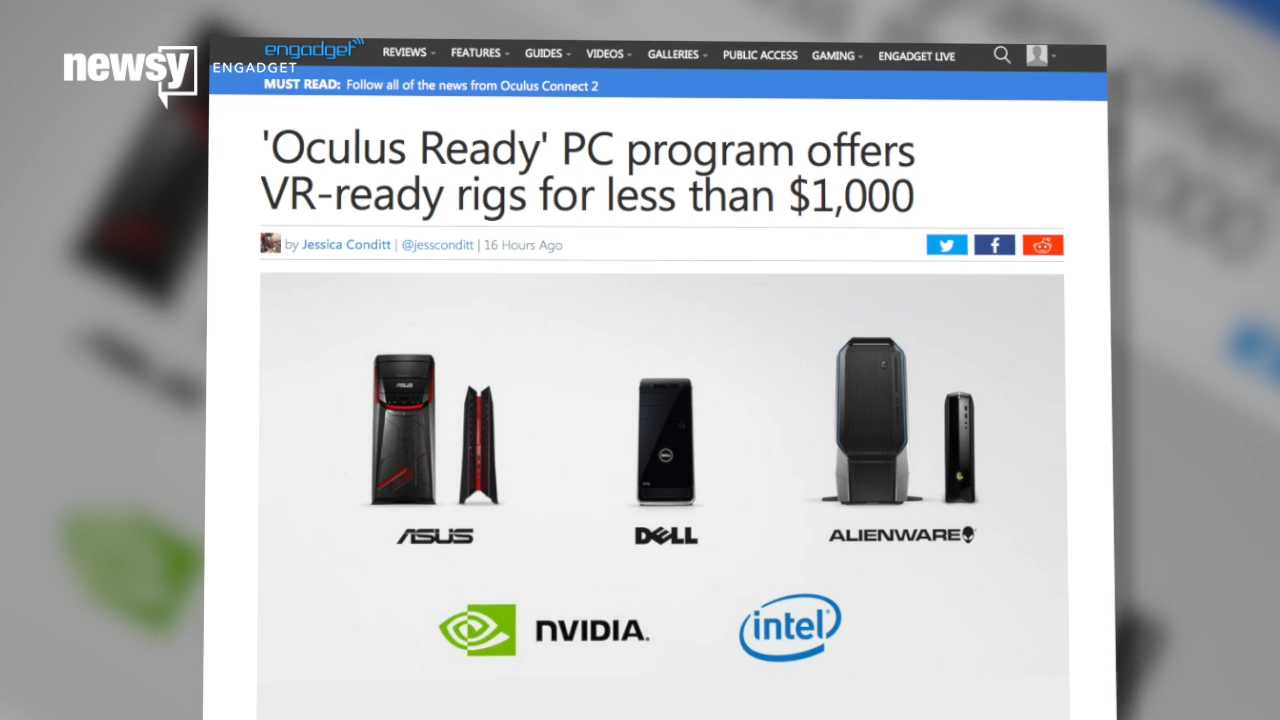 newsy
ENGADGET
engadget REVIEWS FEATURES GUIDES VIDEOS GALLERIES PUBLIC ACCESS GAMING ENGADGET LIVE
MUST READ: Follow all of the news from Oculus Connect 2
'Oculus Ready' PC program offers
VR-ready rigs for less than $1,000
by Jessica Conditt | @jessconditt | 16 Hours Ago
ASUS
DELL
ASUS DELL ALIENWARE
NVIDIA. intel